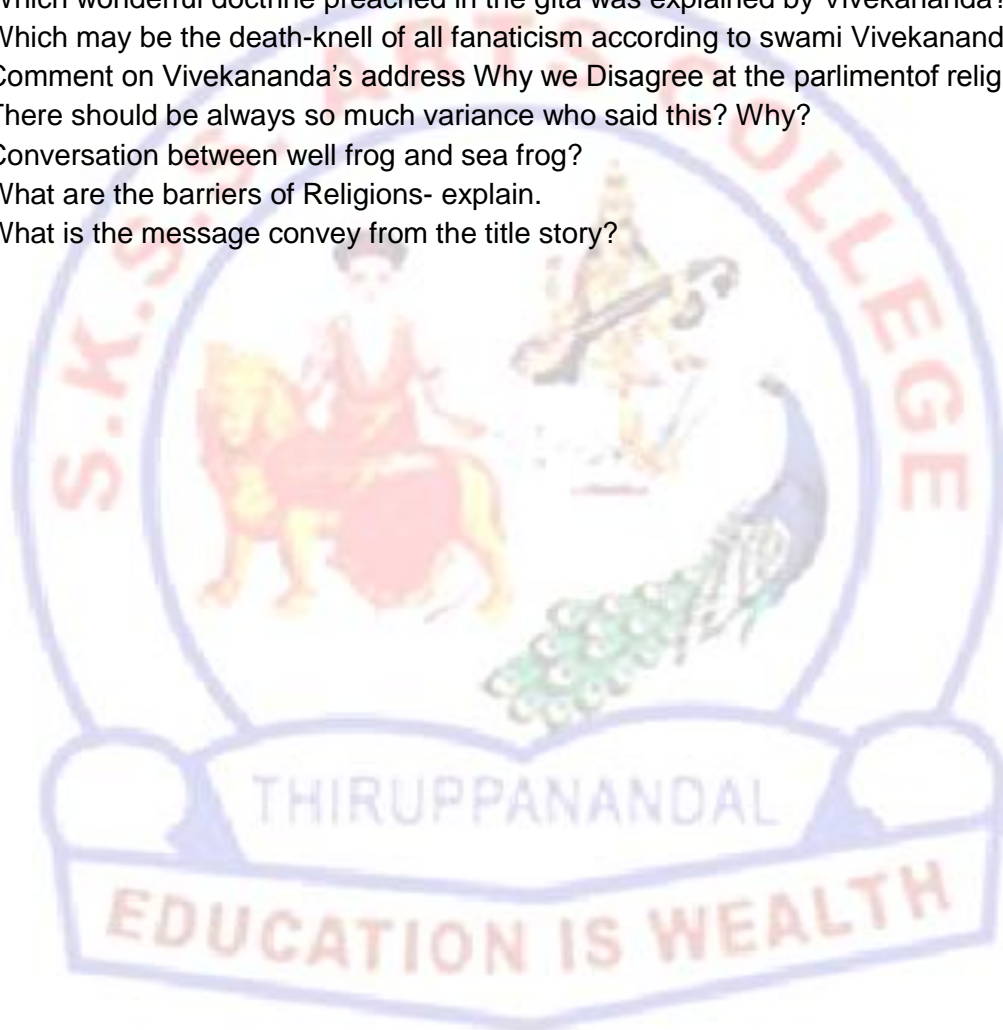 Which wonderful doctrine preached in the gita was explained by Vivekananda?
Which may be the death-knell of all fanaticism according to swami Vivekanand
Comment on Vivekananda's address Why we Disagree at the parlimentof relig
There should be always so much variance who said this? Why?
Conversation between well frog and sea frog?
What are the barriers of Religions- explain.
What is the message convey from the title story?
S.K.S.S. ARTS COLLEGE
THIRUPPANANDAL
EDUCATION IS WEALTH